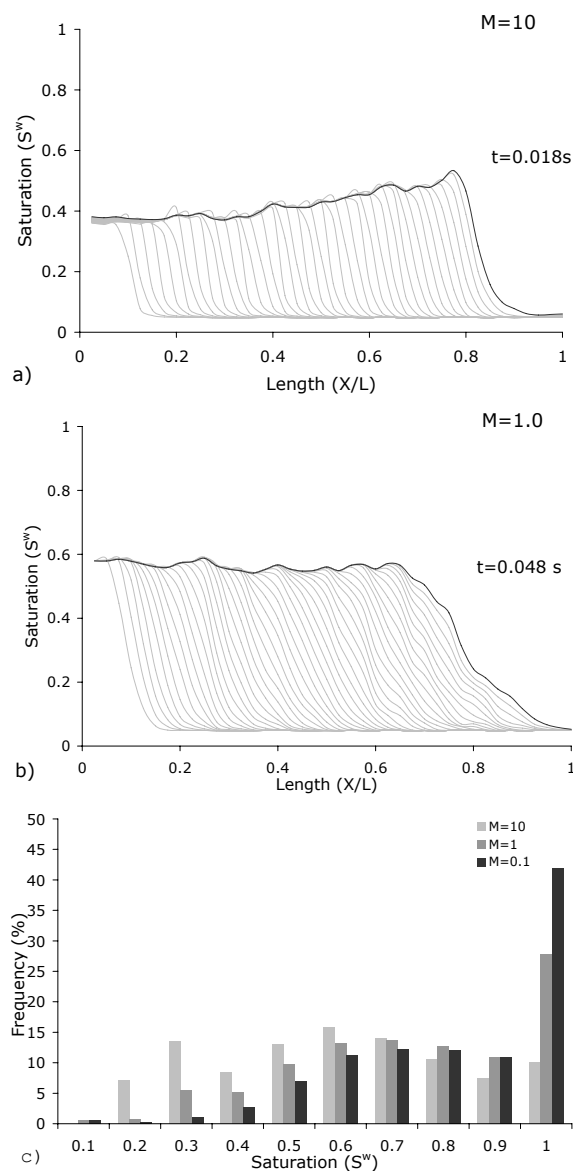 M=10
1
0.8
0.6
0.4
0.2
0
Saturation (Sʷ)
t=0.018s
0 0.2 0.4 0.6 0.8 1
a)
Length (X/L)
M=1.0
1
0.8
0.6
0.4
0.2
0
Saturation (Sʷ)
t=0.048 s
0 0.2 0.4 0.6 0.8 1
b)
Length (X/L)
50
45
40
35
30
25
20
15
10
5
0
Frequency (%)
M=10
M=1
M=0.1
0.1 0.2 0.3 0.4 0.5 0.6 0.7 0.8 0.9 1
c)
Saturation (Sʷ)